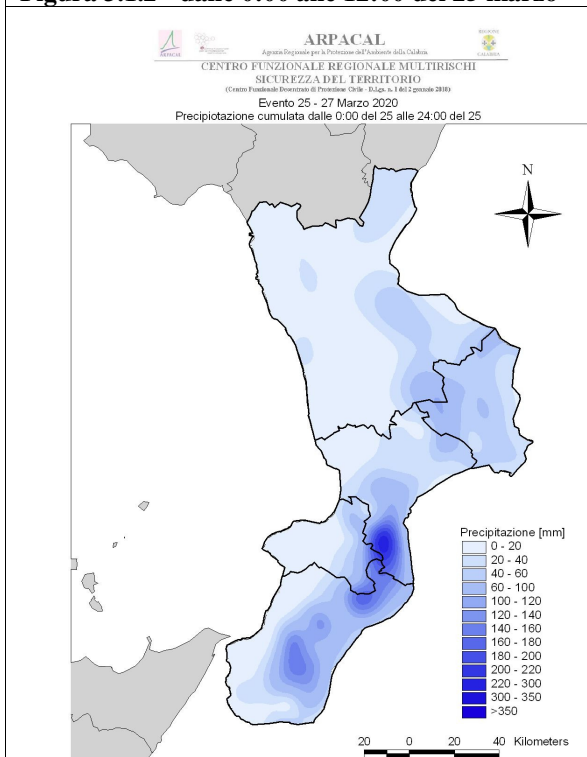 Figura 3.1.2 - dalle 0:00 alle 12:00 del 25 marzo
ARPACAL
Agenzia Regionale per la Protezione dell'Ambiente della Calabria
ARPACAL
REGIONE
CALABRIA
CENTRO FUNZIONALE REGIONALE MULTIRISCHI
SICUREZZA DEL TERRITORIO
(Centro Funzionale Decentrato di Protezione Civile - D.Lgs. n. 1 del 2 gennaio 2018)
Evento 25 - 27 Marzo 2020
Precipiotazione cumulata dalle 0:00 del 25 alle 24:00 del 25
N
Precipitazione [mm]
0 - 20
20 - 40
40 - 60
60 - 100
100 - 120
120 - 140
140 - 160
160 - 180
180 - 200
200 - 220
220 - 300
300 - 350
>350
20 0 20 40 Kilometers